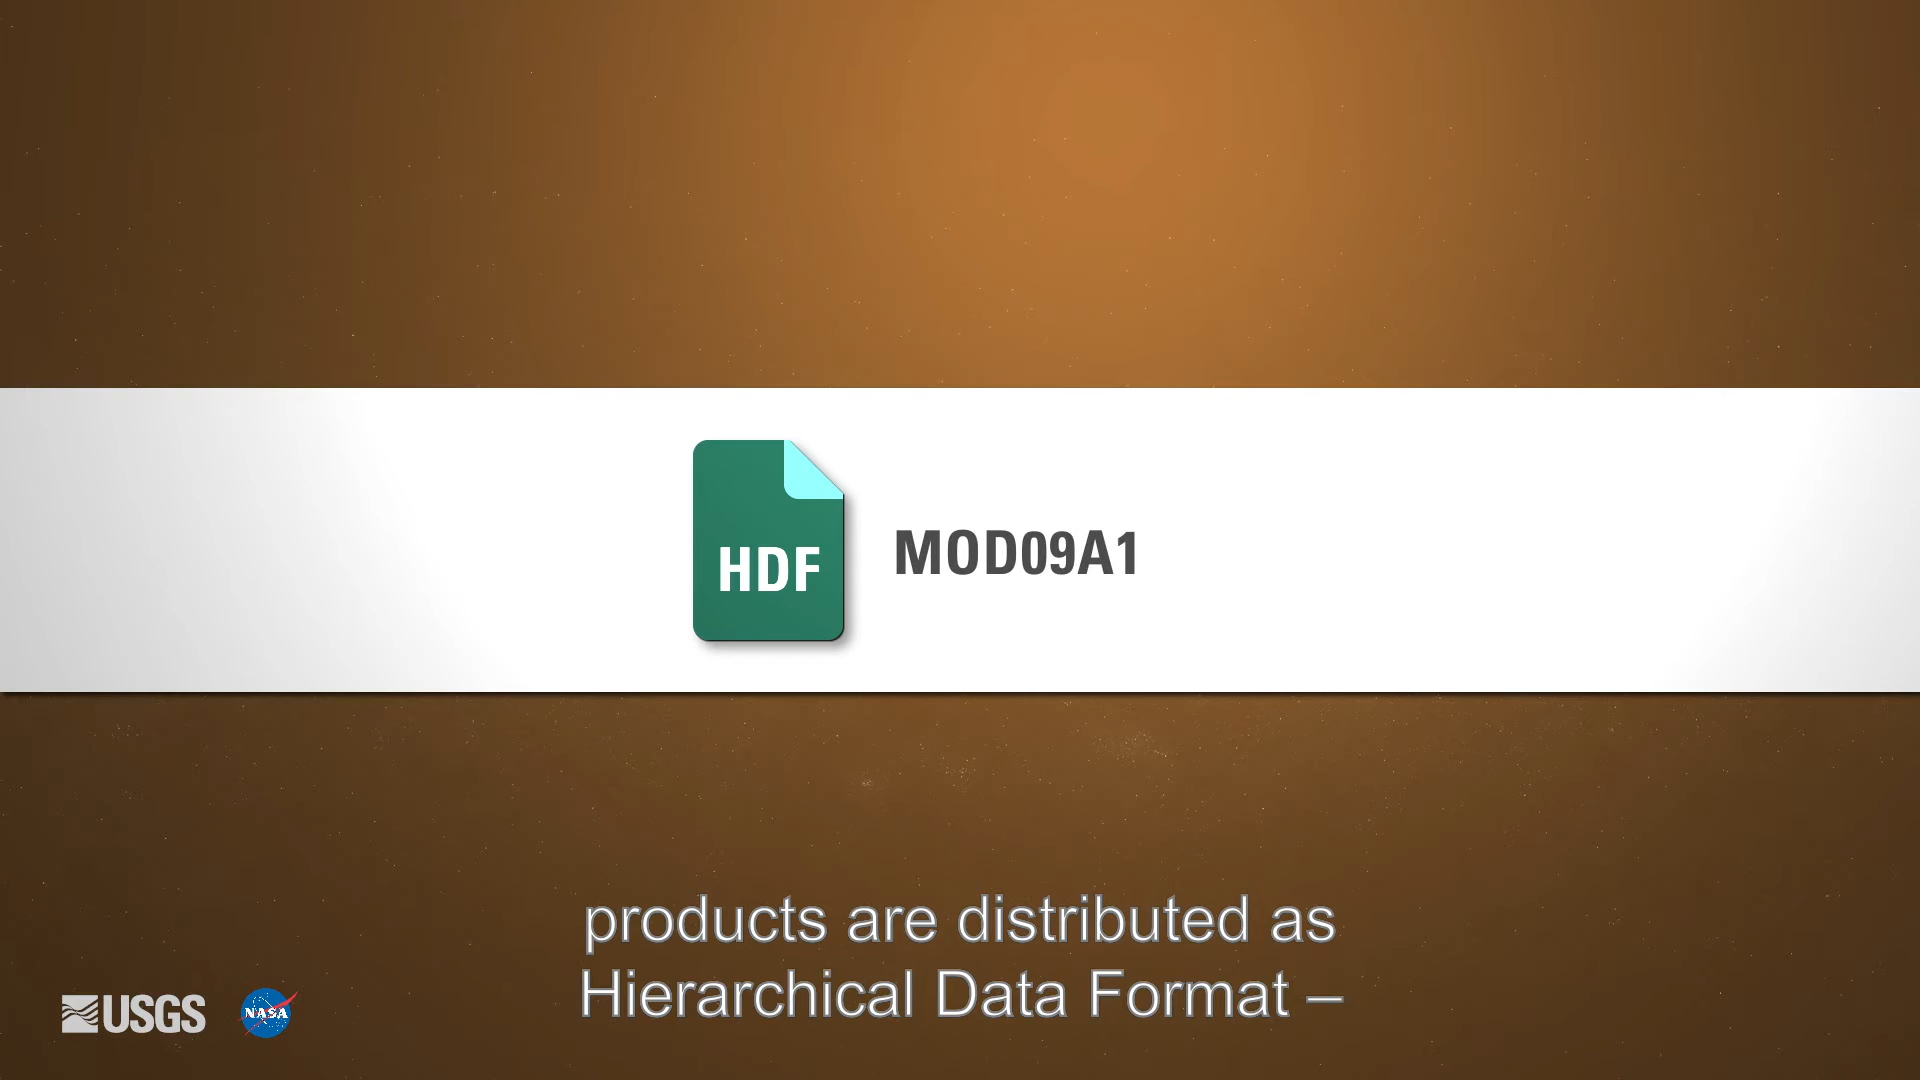 HDF
MOD09A1
products are distributed as
Hierarchical Data Format –
USGS
NASA